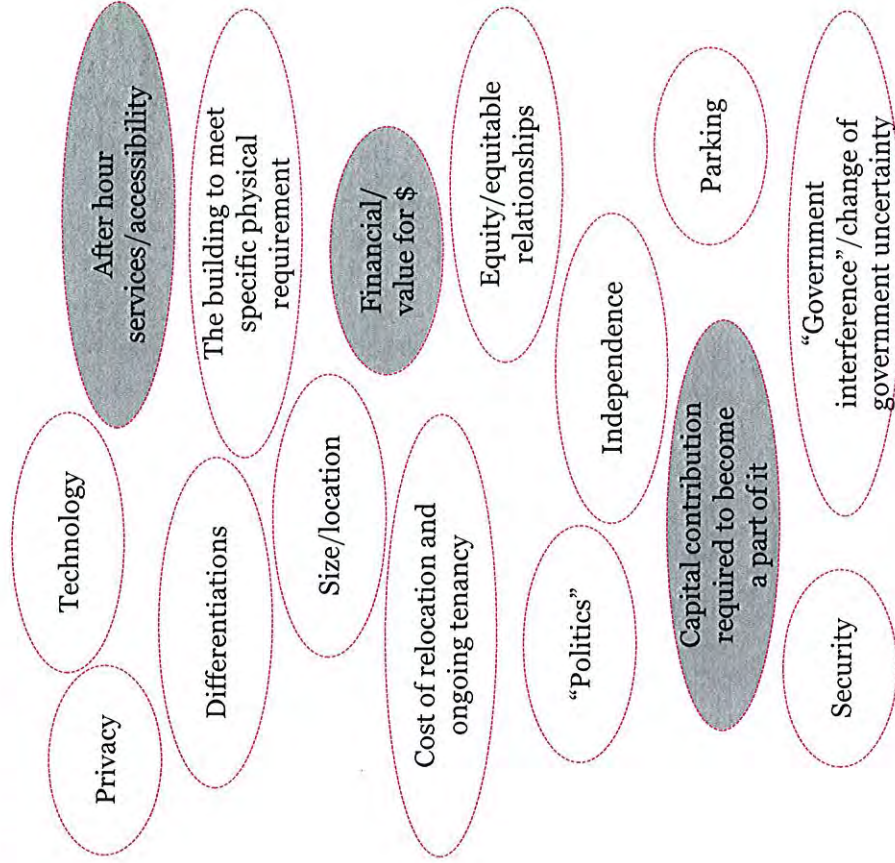 Privacy
Technology
After hour
services/accessibility
Differentiations
The building to meet
specific physical
requirement
Size/location
Financial/
value for $
Cost of relocation and
ongoing tenancy
Equity/equitable
relationships
"Politics"
Independence
Capital contribution
required to become
a part of it
Parking
Security
"Government
interference"/change of
government uncertainty